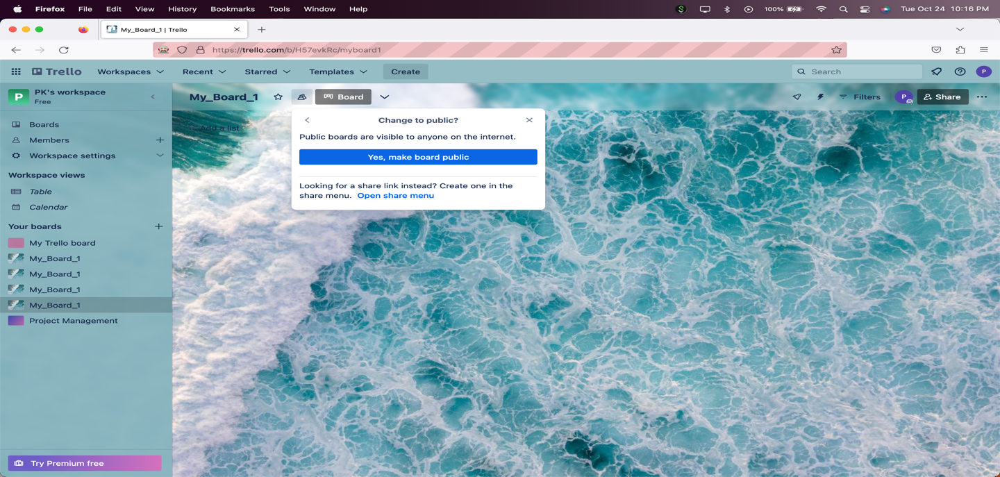 Firefox File Edit View History Bookmarks Tools Window Help 100% Tue Oct 24 10:16 PM
My_Board_1 | Trello
https://trello.com/b/H57evkRc/myboard1
Trello Workspaces Recent Starred Templates Create Search P
P PK's workspace
Free
My_Board_1 Board Filters P Share
Add a list
Change to public?
Public boards are visible to anyone on the internet.
Yes, make board public
Looking for a share link instead? Create one in the
share menu. Open share menu
Boards
Members
Workspace settings
Workspace views
Table
Calendar
Your boards
My Trello board
My_Board_1
My_Board_1
My_Board_1
My_Board_1
Project Management
Try Premium free